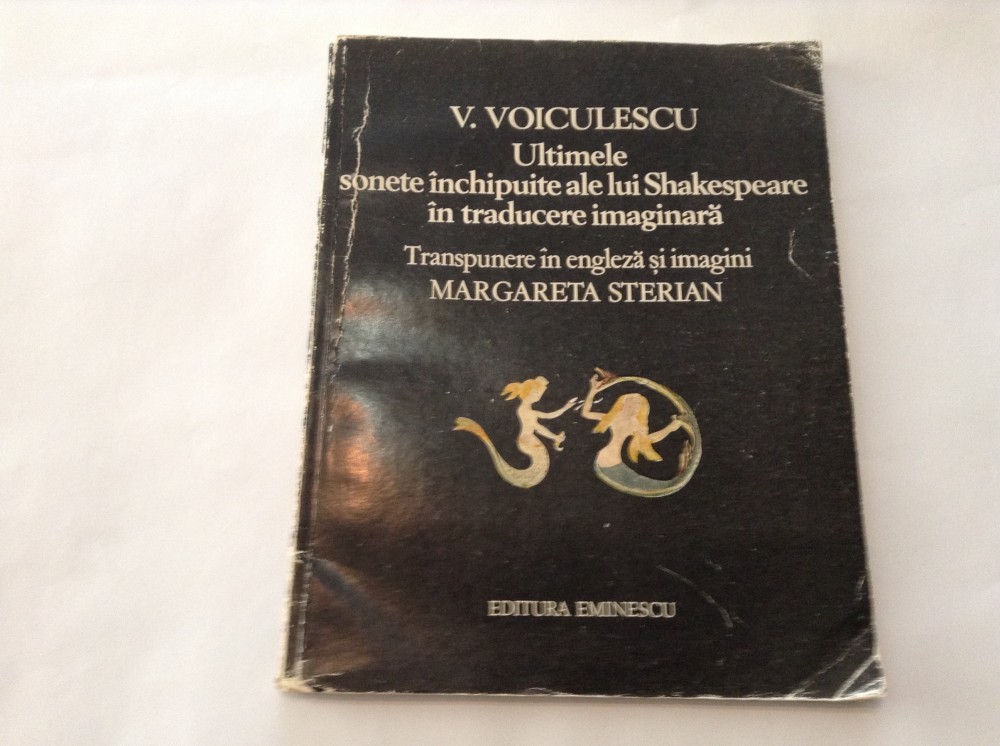 V. VOICULESCU
Ultimele
sonete închipuite ale lui Shakespeare
în traducere imaginară
Transpunere în engleză și imagini
MARGARETA STERIAN
EDITURA EMINESCU